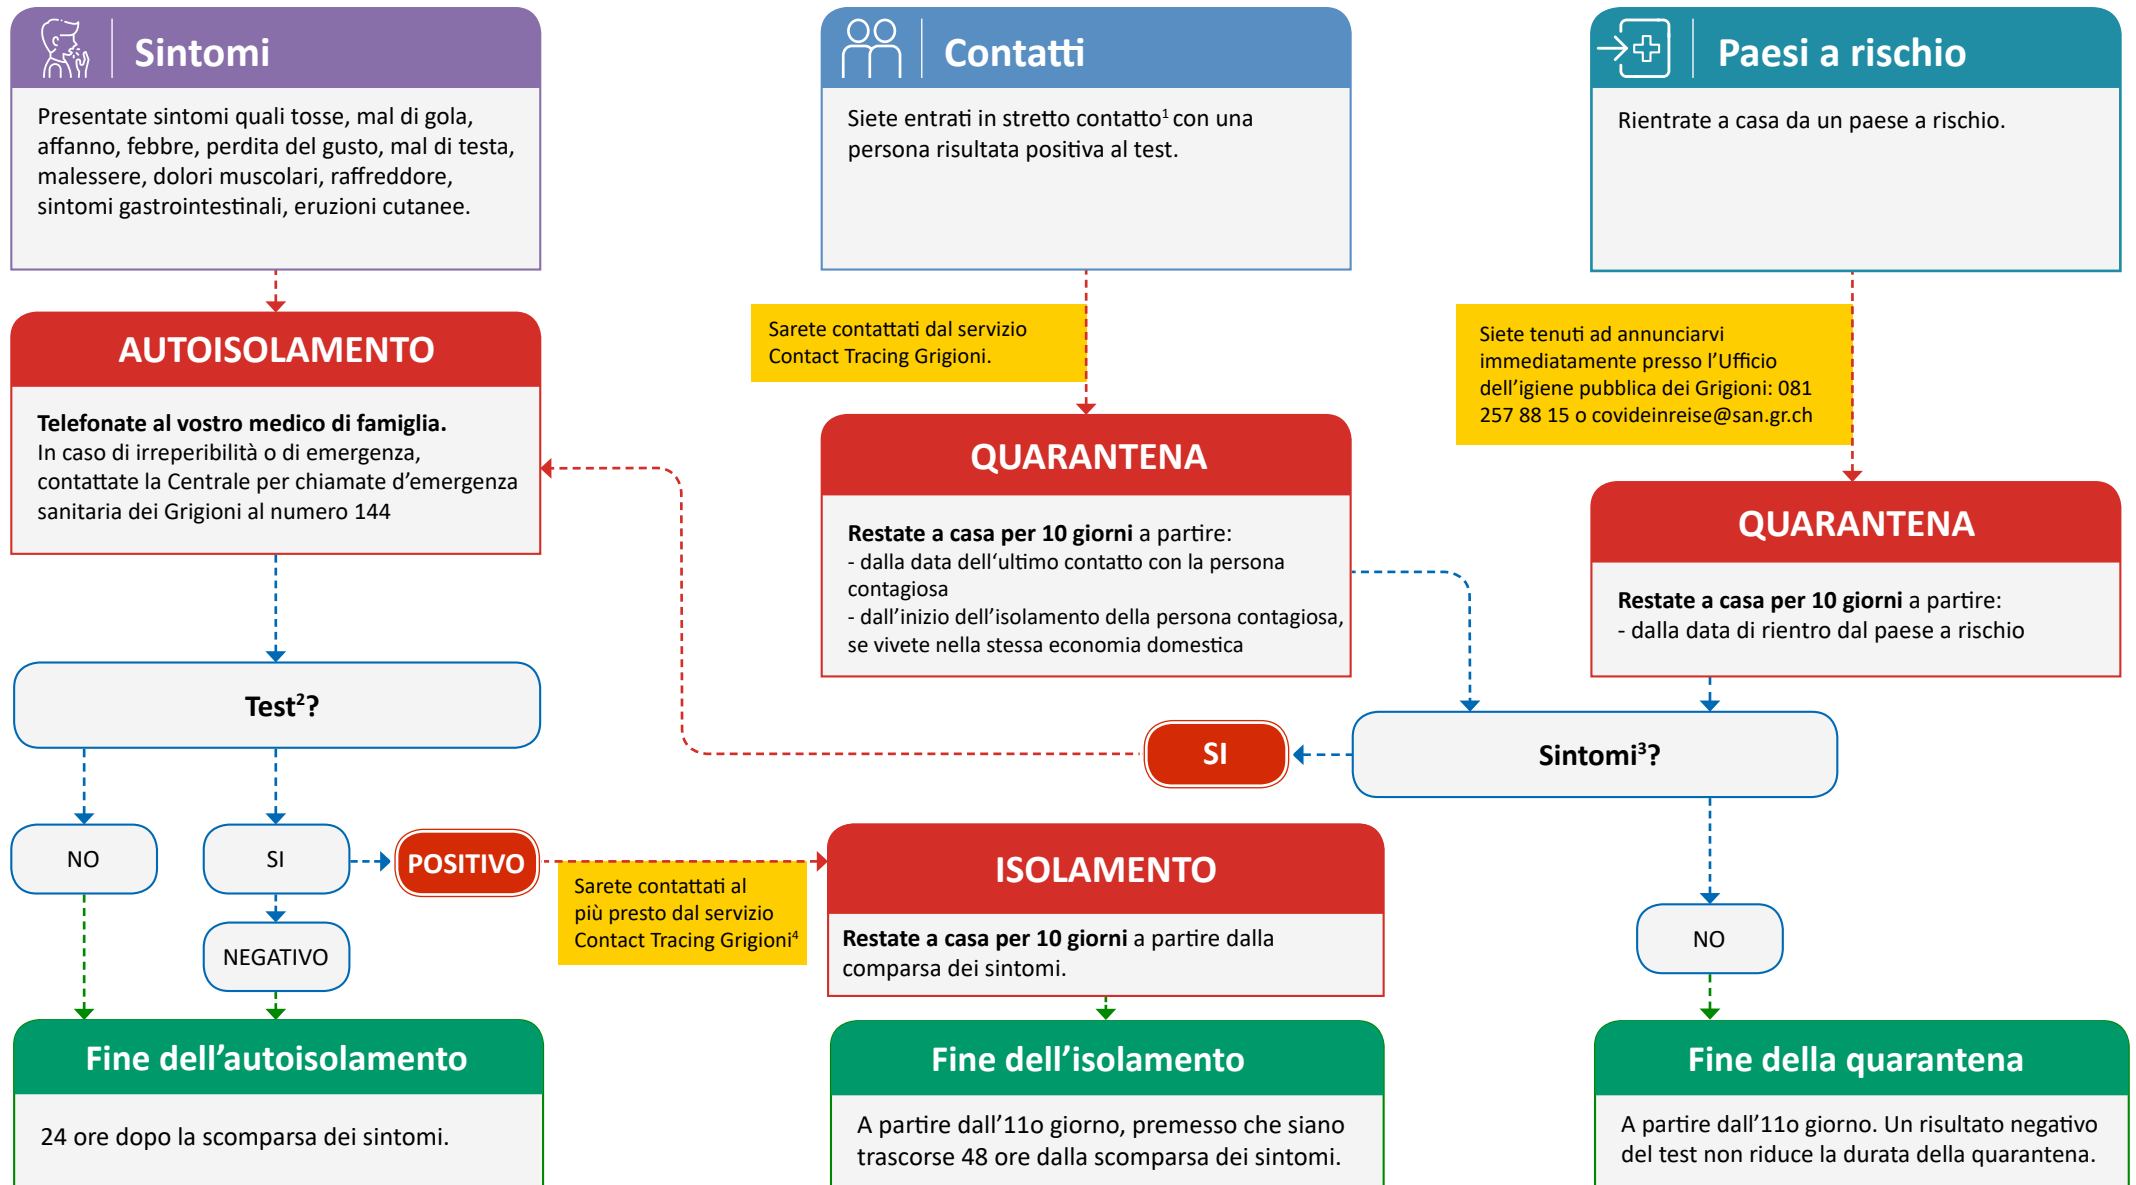 Sintomi
Presentate sintomi quali tosse, mal di gola,
affanno, febbre, perdita del gusto, mal di testa,
malessere, dolori muscolari, raffreddore,
sintomi gastrointestinali, eruzioni cutanee.
Contatti
Siete entrati in stretto contatto¹ con una
persona risultata positiva al test.
Paesi a rischio
Rientrate a casa da un paese a rischio.
AUTOISOLAMENTO
Telefonate al vostro medico di famiglia.
In caso di irreperibilità o di emergenza,
contattate la Centrale per chiamate d’emergenza
sanitaria dei Grigioni al numero 144
Sarete contattati dal servizio
Contact Tracing Grigioni.
Siete tenuti ad annunciarvi
immediatamente presso l’Ufficio
dell’igiene pubblica dei Grigioni: 081
257 88 15 o covideinreise@san.gr.ch
QUARANTENA
Restate a casa per 10 giorni a partire:
- dalla data dell‘ultimo contatto con la persona
contagiosa
- dall’inizio dell’isolamento della persona contagiosa,
se vivete nella stessa economia domestica
QUARANTENA
Restate a casa per 10 giorni a partire:
- dalla data di rientro dal paese a rischio
Test²?
SI
Sintomi³?
NO
SI
POSITIVO
NEGATIVO
Sarete contattati al
più presto dal servizio
Contact Tracing Grigioni⁴
ISOLAMENTO
Restate a casa per 10 giorni a partire dalla
comparsa dei sintomi.
NO
Fine dell’autoisolamento
24 ore dopo la scomparsa dei sintomi.
Fine dell’isolamento
A partire dall’11o giorno, premesso che siano
trascorse 48 ore dalla scomparsa dei sintomi.
Fine della quarantena
A partire dall’11o giorno. Un risultato negativo
del test non riduce la durata della quarantena.